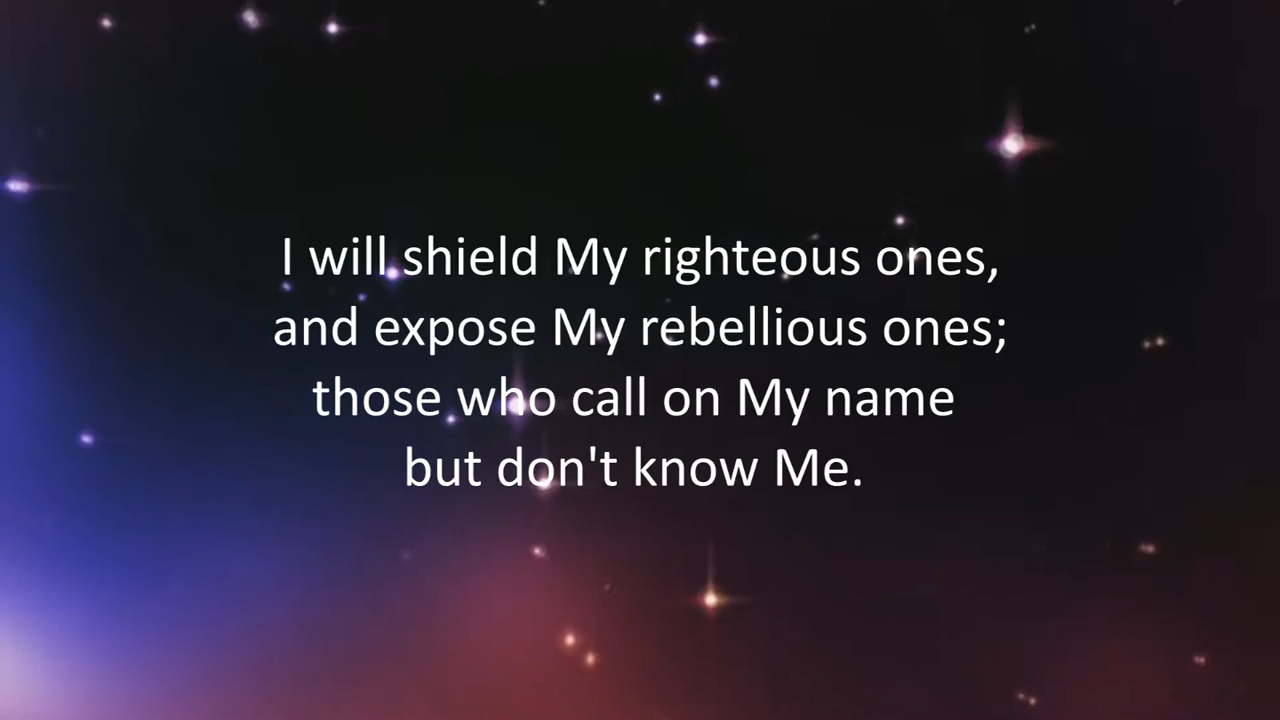 I will shield My righteous ones,
and expose My rebellious ones;
those who call on My name
but don't know Me.